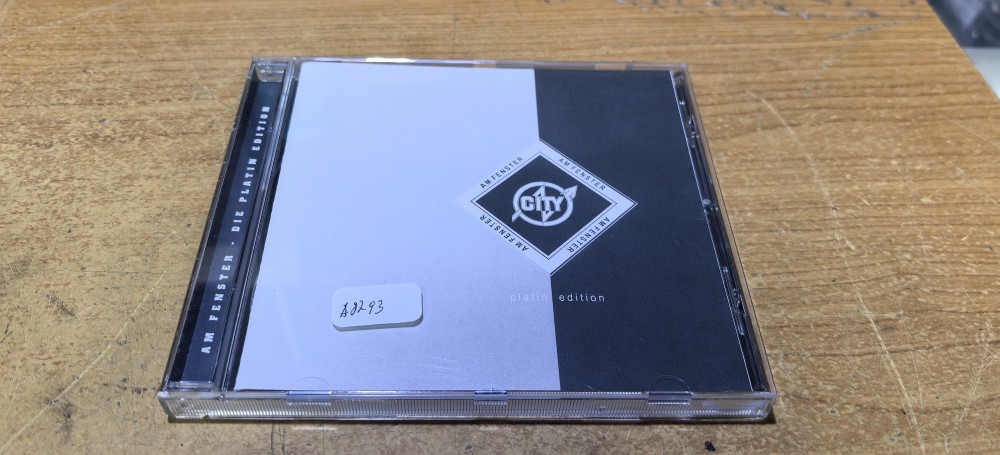 AM FENSTER - DIE PLATIN EDITION
AM FENSTER
AM FENSTER
CITY
AM FENSTER
AM FENSTER
platin edition
A8293